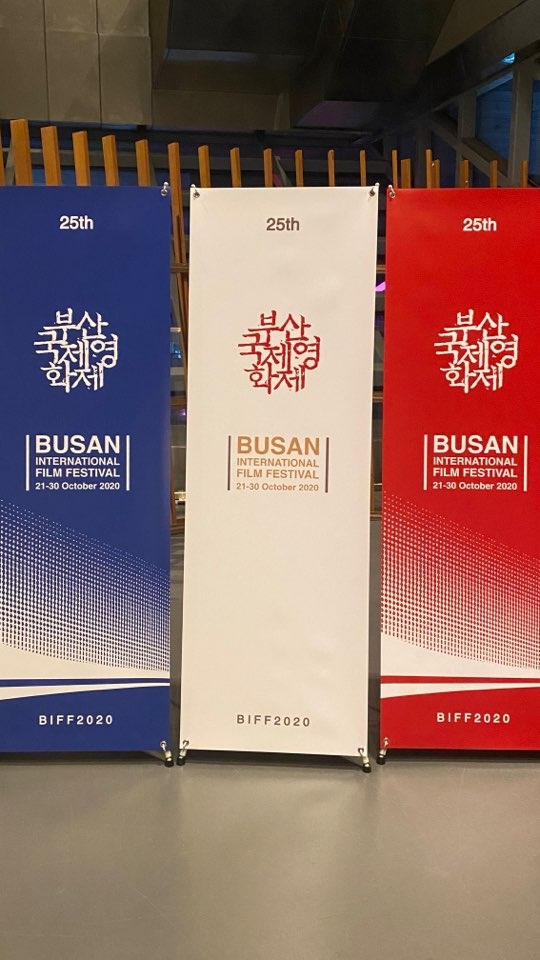 25th
부산
국제영
화제
BUSAN
INTERNATIONAL
FILM FESTIVAL
21-30 October 2020
BIFF2020
25th
부산
국제영
화제
BUSAN
INTERNATIONAL
FILM FESTIVAL
21-30 October 2020
BIFF2020
25th
부산
국제영
화제
BUSAN
INTERNATIONAL
FILM FESTIVAL
21-30 October 2020
BIFF2020